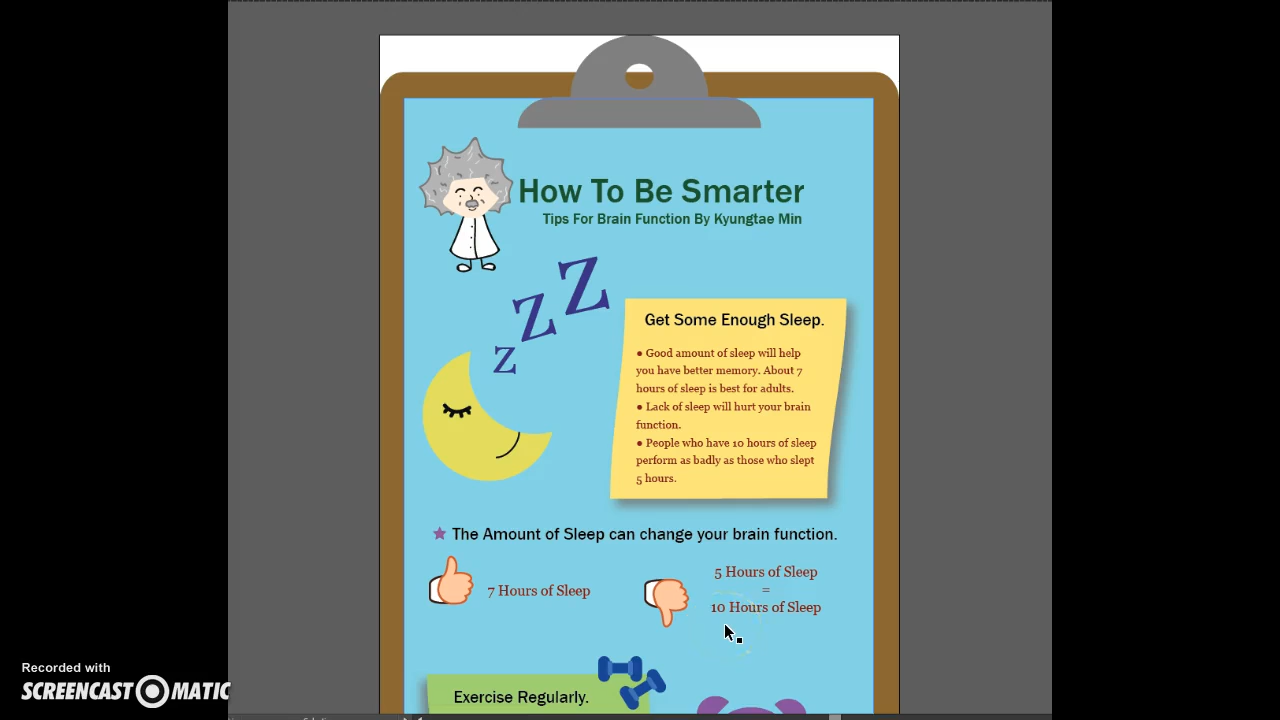 How To Be Smarter
Tips For Brain Function By Kyungtae Min
z
Z
Z
Get Some Enough Sleep.
● Good amount of sleep will help
you have better memory. About 7
hours of sleep is best for adults.
● Lack of sleep will hurt your brain
function.
● People who have 10 hours of sleep
perform as badly as those who slept
5 hours.
The Amount of Sleep can change your brain function.
7 Hours of Sleep
5 Hours of Sleep
=
10 Hours of Sleep
Exercise Regularly.
Recorded with
SCREENCAST MATIC